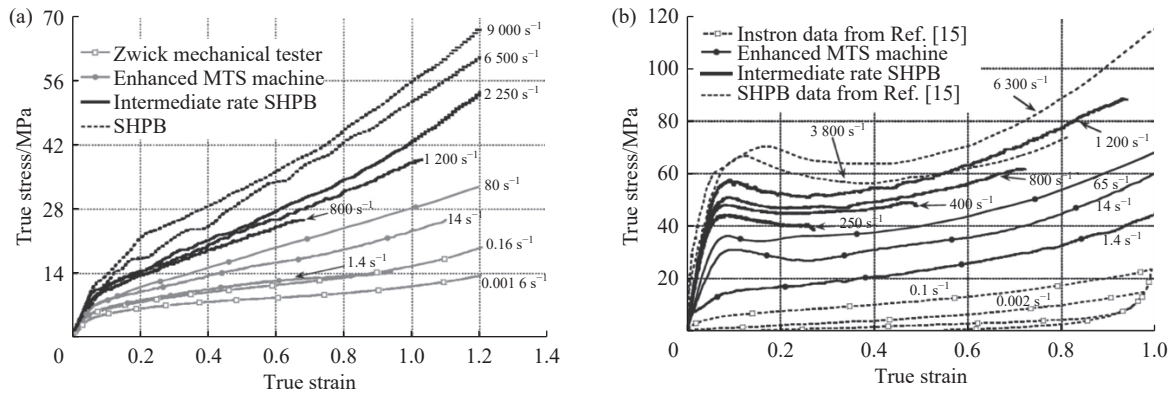 (a)
70
56
42
28
14
0
0.2
0.4
0.6
0.8
1.0
1.2
1.4
True stress/MPa
True strain
Zwick mechanical tester
Enhanced MTS machine
Intermediate rate SHPB
SHPB
9 000 s⁻¹
6 500 s⁻¹
2 250 s⁻¹
1 200 s⁻¹
80 s⁻¹
800 s⁻¹
14 s⁻¹
0.16 s⁻¹
1.4 s⁻¹
0.001 6 s⁻¹
(b)
120
100
80
60
40
20
0
0.2
0.4
0.6
0.8
1.0
True stress/MPa
True strain
Instron data from Ref. [15]
Enhanced MTS machine
Intermediate rate SHPB
SHPB data from Ref. [15]
6 300 s⁻¹
3 800 s⁻¹
1 200 s⁻¹
800 s⁻¹
65 s⁻¹
400 s⁻¹
14 s⁻¹
250 s⁻¹
1.4 s⁻¹
0.1 s⁻¹
0.002 s⁻¹